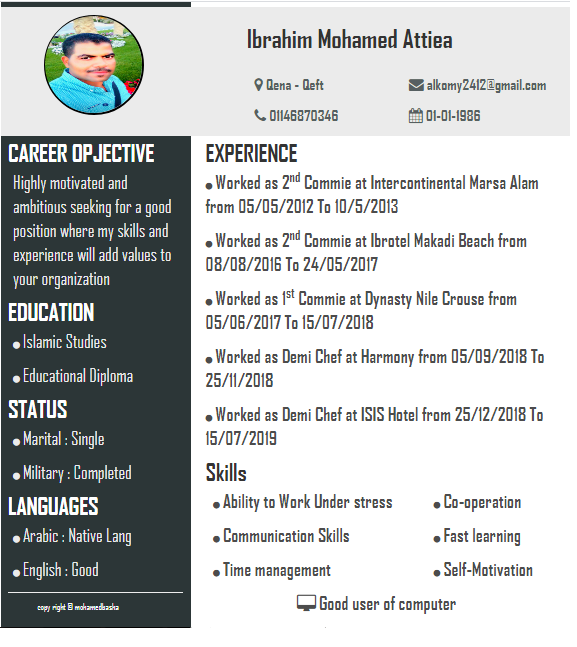 Ibrahim Mohamed Attiea
Qena - Qeft
alkomy2412@gmail.com
01146870346
01-01-1986
CAREER OPJECTIVE
Highly motivated and
ambitious seeking for a good
position where my skills and
experience will add values to
your organization
EDUCATION
Islamic Studies
Educational Diploma
STATUS
Marital : Single
Military : Completed
LANGUAGES
Arabic : Native Lang
English : Good
copy right © mohamedkasha
EXPERIENCE
Worked as 2nd Commie at Intercontinental Marsa Alam
from 05/05/2012 To 10/5/2013
Worked as 2nd Commie at Ibrotel Makadi Beach from
08/08/2016 To 24/05/2017
Worked as 1st Commie at Dynasty Nile Crouse from
05/06/2017 To 15/07/2018
Worked as Demi Chef at Harmony from 05/09/2018 To
25/11/2018
Worked as Demi Chef at ISIS Hotel from 25/12/2018 To
15/07/2019
Skills
Ability to Work Under stress
Co-operation
Communication Skills
Fast learning
Time management
Self-Motivation
Good user of computer